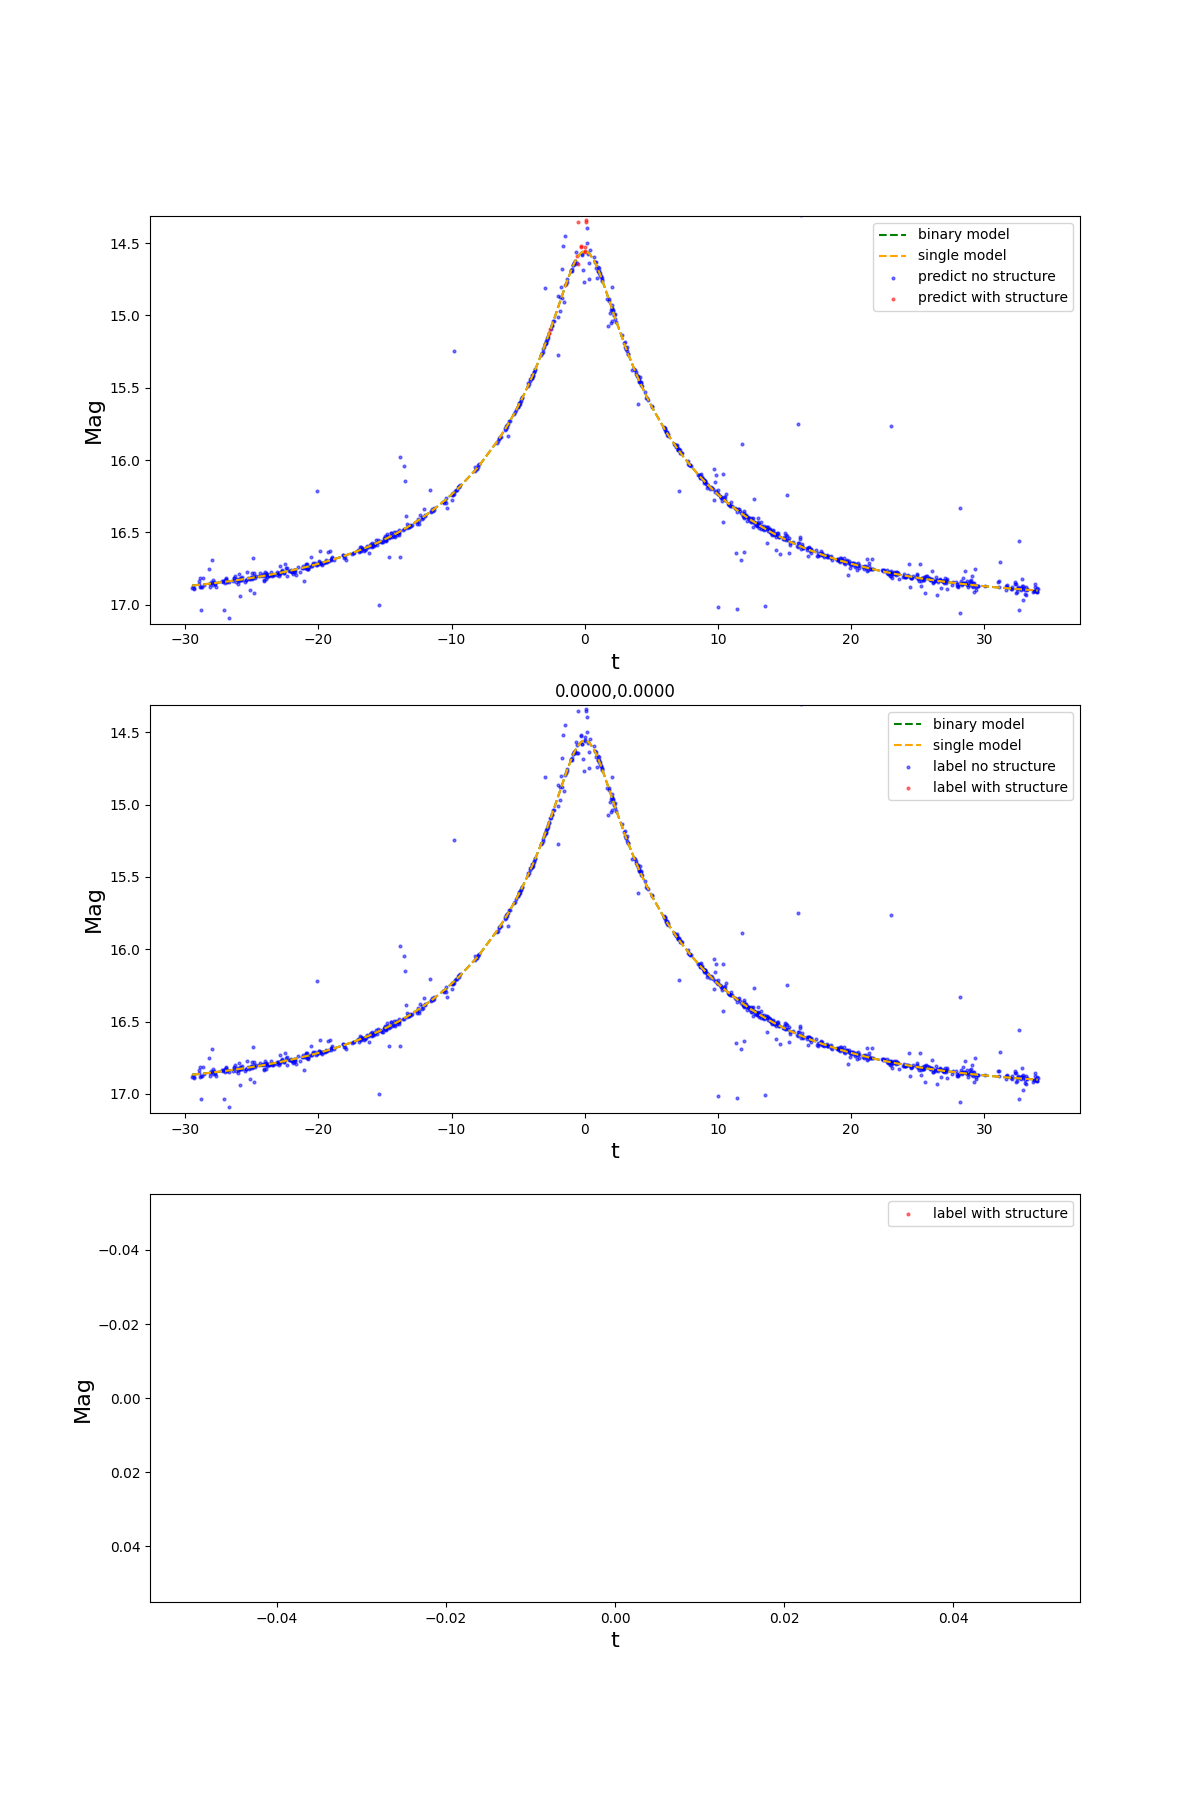 binary model
single model
predict no structure
predict with structure
14.5
15.0
15.5
16.0
16.5
17.0
Mag
−30 −20 −10 0 10 20 30
t
0.0000,0.0000
binary model
single model
label no structure
label with structure
14.5
15.0
15.5
16.0
16.5
17.0
Mag
−30 −20 −10 0 10 20 30
t
label with structure
−0.04
−0.02
0.00
0.02
0.04
Mag
−0.04 −0.02 0.00 0.02 0.04
t